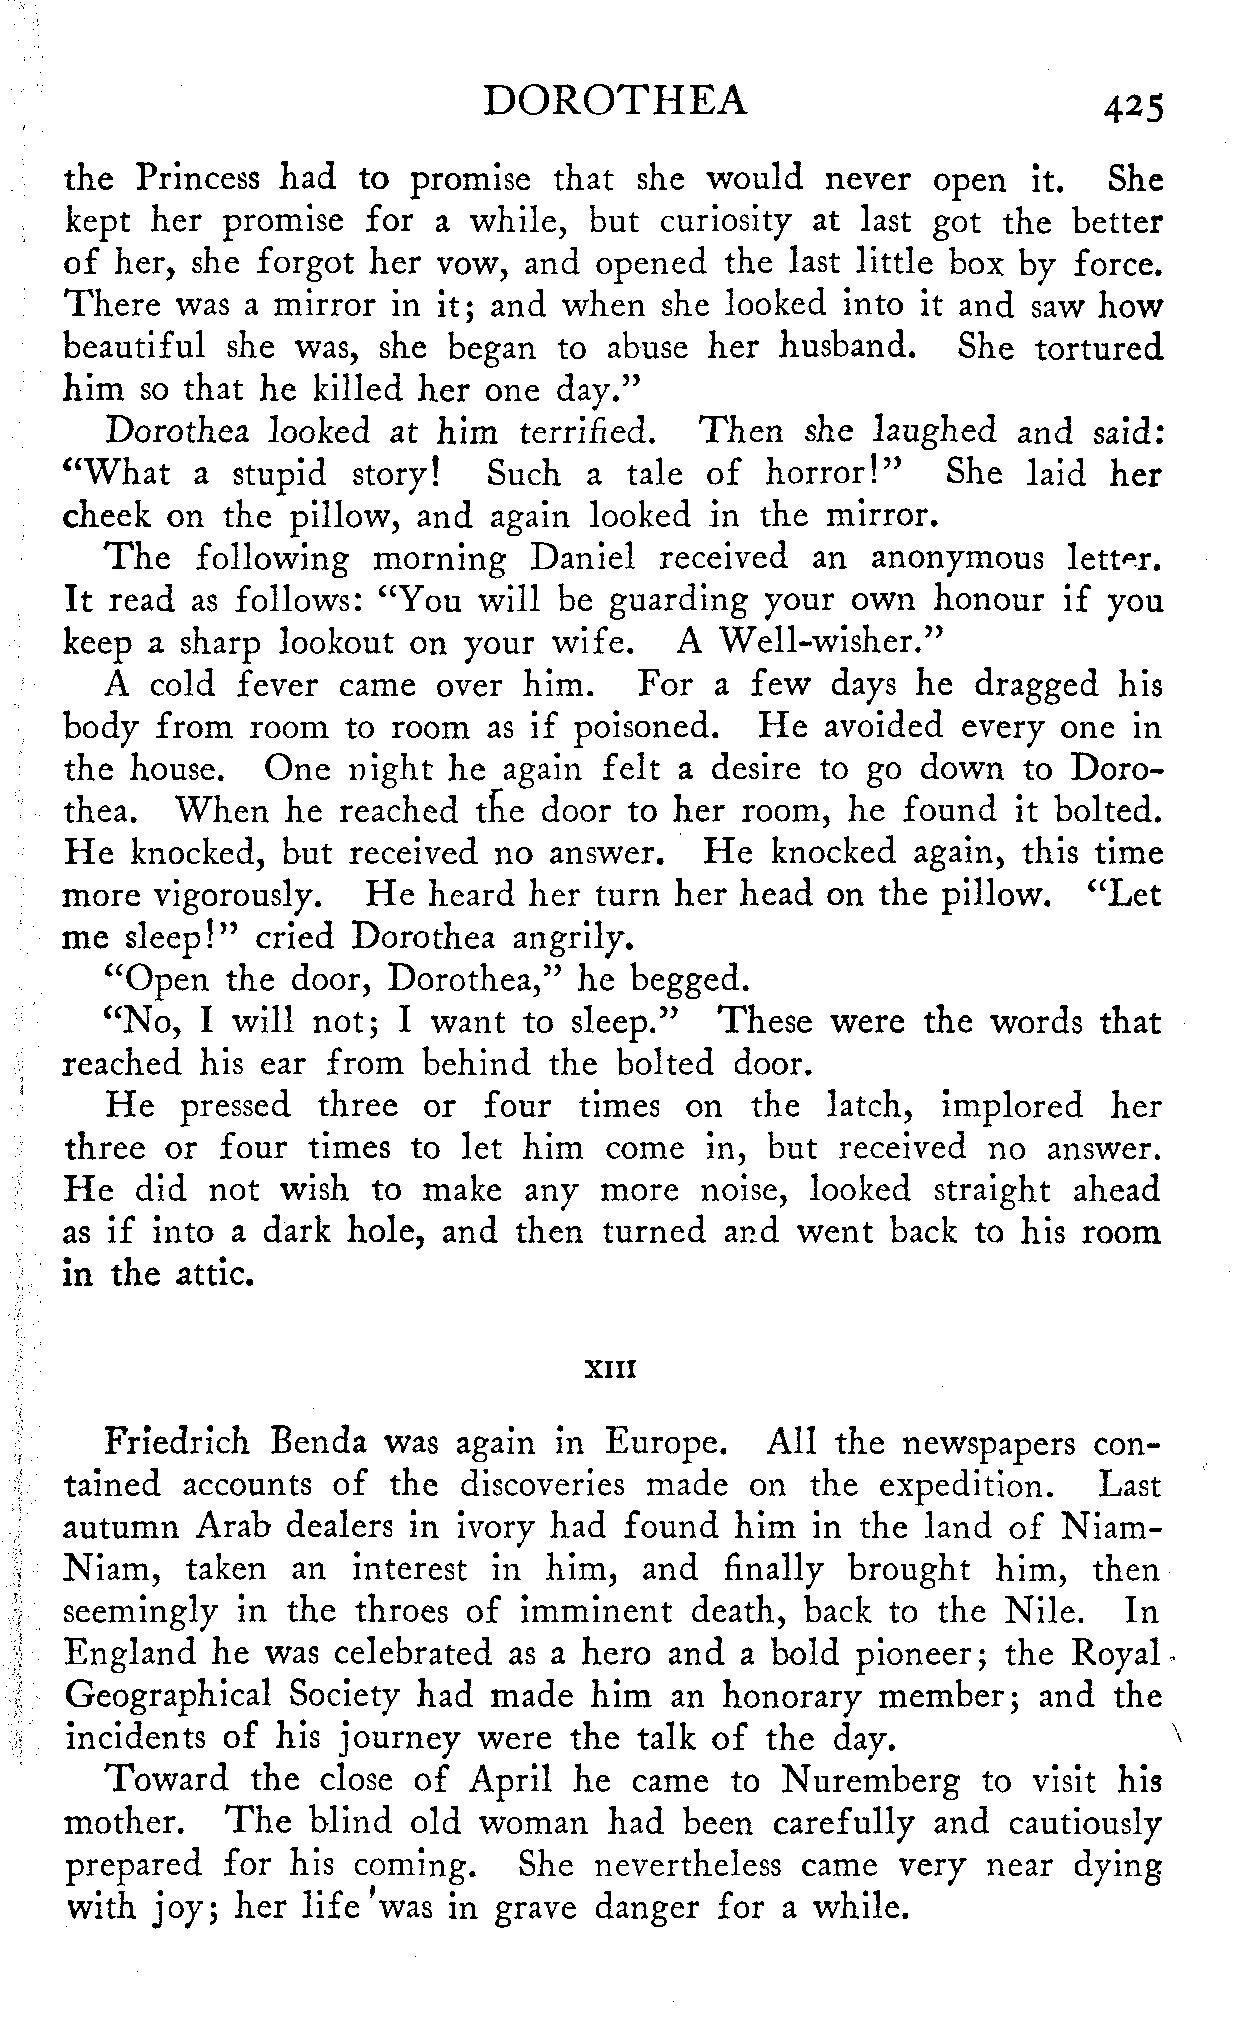 DOROTHEA 425
the Princess had to promise that she would never open it. She
kept her promise for a while, but curiosity at last got the better
of her, she forgot her vow, and opened the last little box by force.
There was a mirror in it; and when she looked into it and saw how
beautiful she was, she began to abuse her husband. She tortured
him so that he killed her one day."
Dorothea looked at him terrified. Then she laughed and said:
"What a stupid story! Such a tale of horror!" She laid her
cheek on the pillow, and again looked in the mirror.
The following morning Daniel received an anonymous letter.
It read as follows: "You will be guarding your own honour if you
keep a sharp lookout on your wife. A Well-wisher."
A cold fever came over him. For a few days he dragged his
body from room to room as if poisoned. He avoided every one in
the house. One night he again felt a desire to go down to Doro-
thea. When he reached the door to her room, he found it bolted.
He knocked, but received no answer. He knocked again, this time
more vigorously. He heard her turn her head on the pillow. "Let
me sleep!" cried Dorothea angrily.
"Open the door, Dorothea," he begged.
"No, I will not; I want to sleep." These were the words that
reached his ear from behind the bolted door.
He pressed three or four times on the latch, implored her
three or four times to let him come in, but received no answer.
He did not wish to make any more noise, looked straight ahead
as if into a dark hole, and then turned and went back to his room
in the attic.
XIII
Friedrich Benda was again in Europe. All the newspapers con-
tained accounts of the discoveries made on the expedition. Last
autumn Arab dealers in ivory had found him in the land of Niam-
Niam, taken an interest in him, and finally brought him, then
seemingly in the throes of imminent death, back to the Nile. In
England he was celebrated as a hero and a bold pioneer; the Royal
Geographical Society had made him an honorary member; and the
incidents of his journey were the talk of the day.
Toward the close of April he came to Nuremberg to visit his
mother. The blind old woman had been carefully and cautiously
prepared for his coming. She nevertheless came very near dying
with joy; her life was in grave danger for a while.